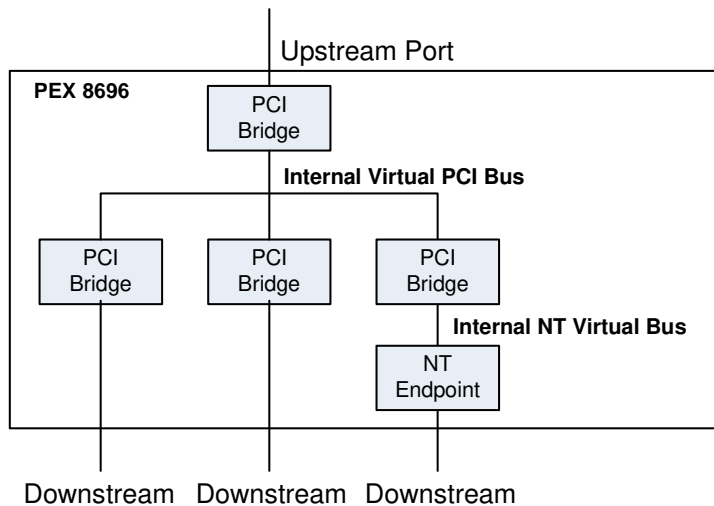 Upstream Port
PEX 8696
PCI
Bridge
Internal Virtual PCI Bus
PCI
Bridge
PCI
Bridge
PCI
Bridge
Internal NT Virtual Bus
NT
Endpoint
Downstream Downstream Downstream